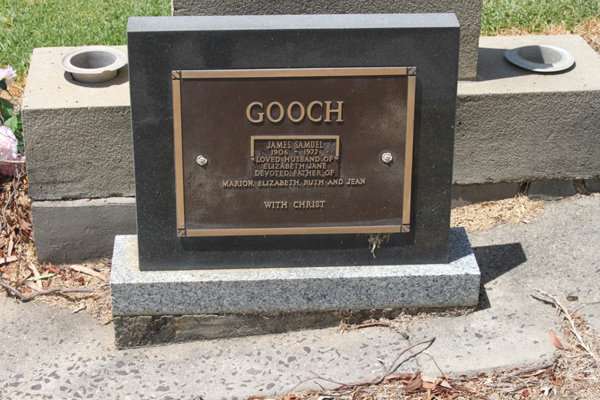 GOOCH
JAMES SAMUEL
1906 - 1977
LOVED HUSBAND OF
ELIZABETH JANE
DEVOTED FATHER OF
MARION, ELIZABETH, RUTH AND JEAN
WITH CHRIST